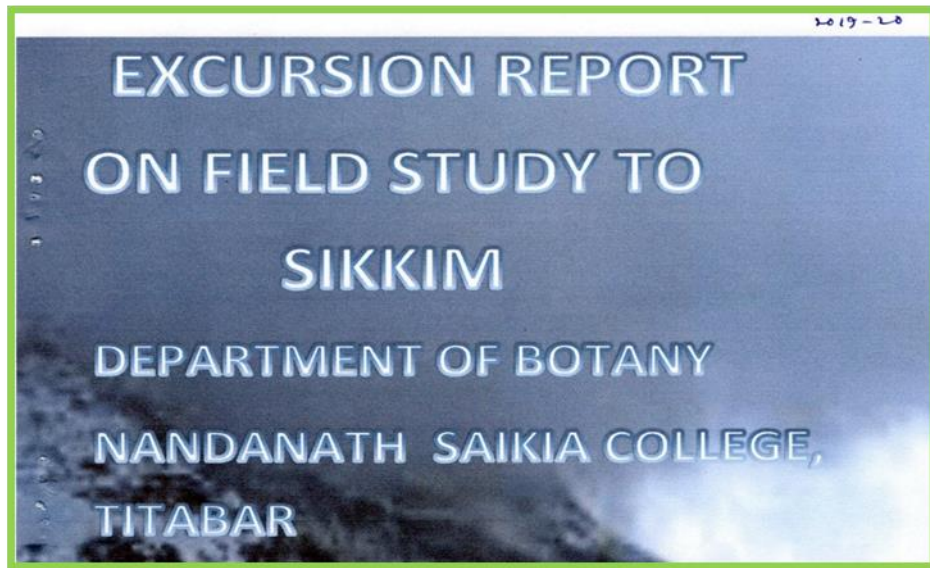 2019-20
EXCURSION REPORT
ON FIELD STUDY TO
SIKKIM
DEPARTMENT OF BOTANY
NANDANATH SAIKIA COLLEGE,
TITABAR